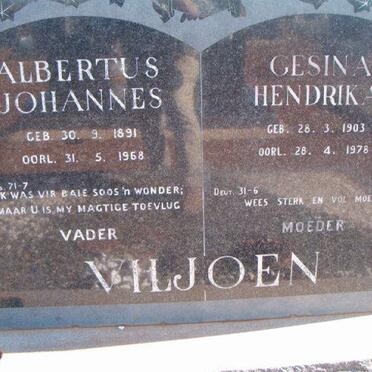 ALBERTUS
JOHANNES
GEB. 30. 9. 1891
OORL. 31. 5. 1968
71-7
K WAS VIR BAIE SOOS 'n WONDER;
MAAR U IS MY MAGTIGE TOEVLUG
VADER
GESINA
HENDRIKA
GEB. 28. 3. 1903
OORL. 28. 4. 1978
DEUT. 31-6
WEES STERK EN VOL MOE
MOEDER
VILJOEN